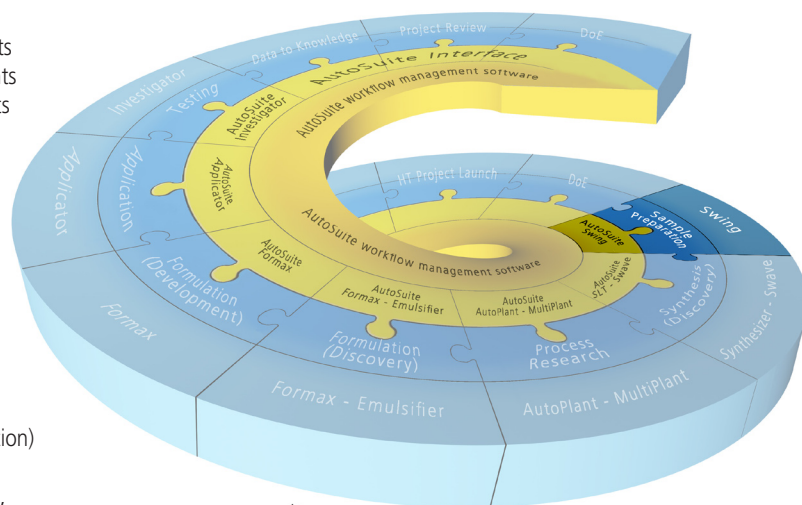 ts
nts
ts
tion)
Data to Knowledge
Project Review
DoE
Investigator
Testing
AutoSuite Interface
AutoSuite workflow management software
AutoSuite
Investigator
Applicator
Application
AutoSuite
Applicator
HT Project Launch
DoE
Sample
Preparation
Swing
AutoSuite
Swing
AutoSuite workflow management software
AutoSuite
Formax
AutoSuite
Formax - Emulsifier
AutoSuite
AutoPlant - MultiPlant
AutoSuite
SLT - Swave
Synthesis
(Discovery)
Synthesizer - Swave
Formulation
(Development)
Formulation
(Discovery)
Process
Research
Formax
Formax - Emulsifier
AutoPlant - MultiPlant